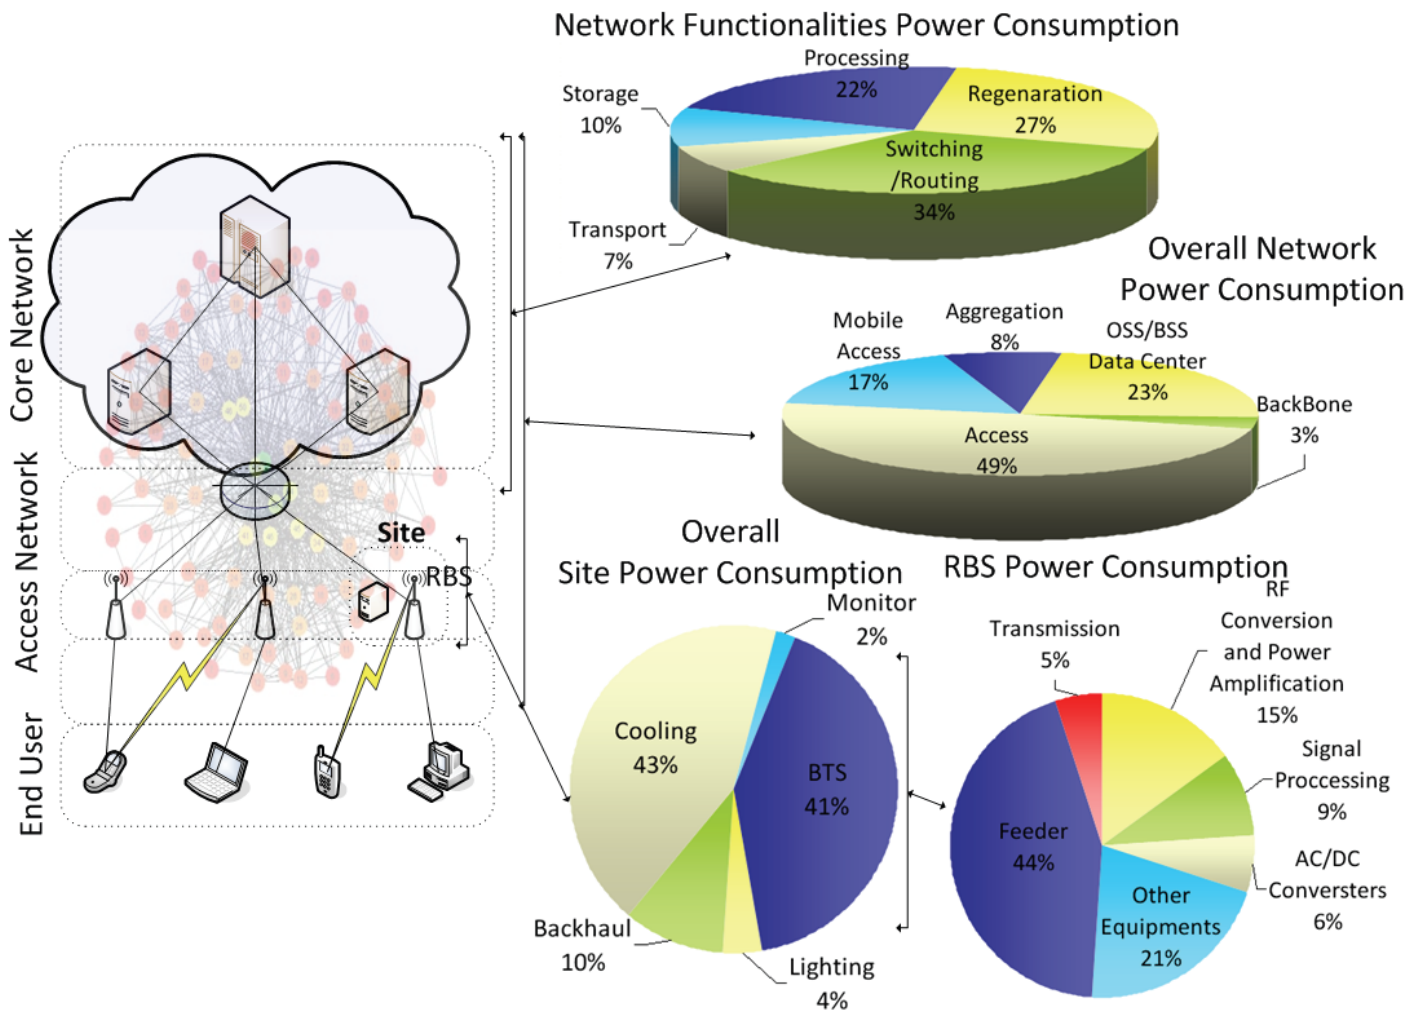 Network Functionalities Power Consumption
Processing
22%
Regenaration
27%
Storage
10%
Switching
/Routing
34%
Transport
7%
Overall Network
Power Consumption
Aggregation
8%
Mobile
Access
17%
OSS/BSS
Data Center
23%
BackBone
3%
Access
49%
Core Network
Access Network
End User
Site
RBS
Overall
Site Power Consumption
Monitor
2%
Cooling
43%
BTS
41%
Backhaul
10%
Lighting
4%
RBS Power Consumption
RF
Conversion
and Power
Amplification
15%
Transmission
5%
Signal
Proccessing
9%
Feeder
44%
AC/DC
Conversters
6%
Other
Equipments
21%